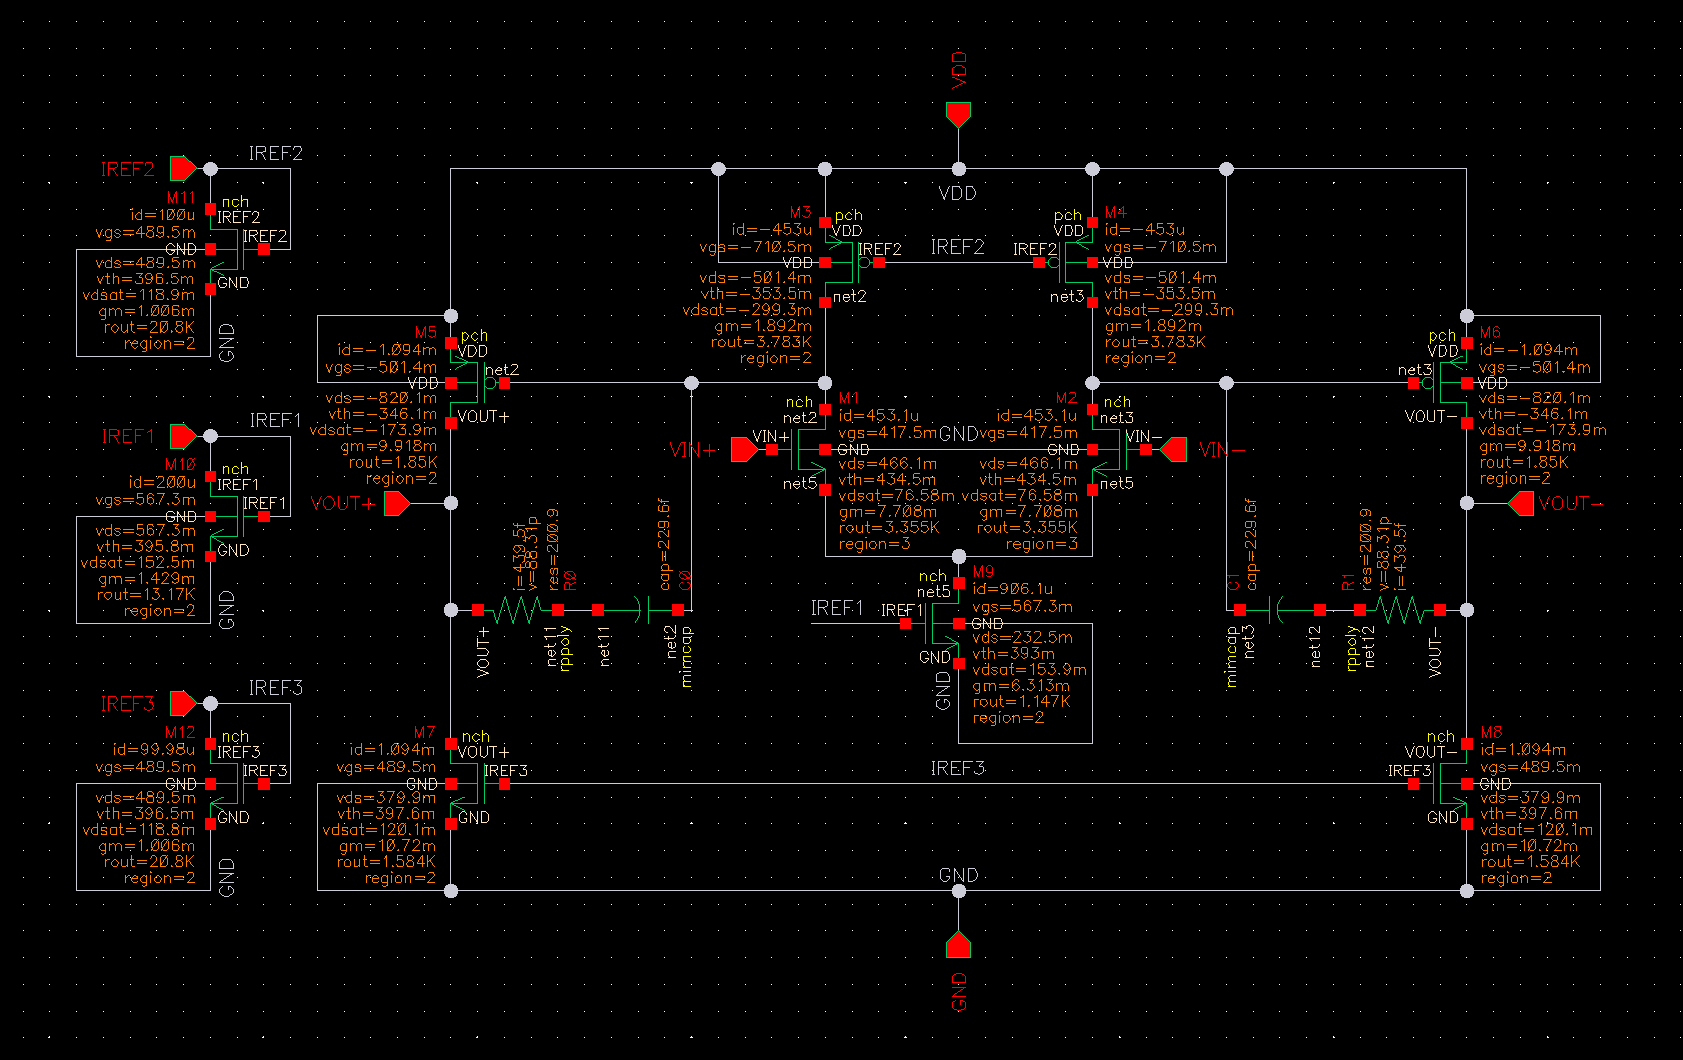 VDD
VDD
IREF2
IREF2
M11
nch
id=100u
IREF2
vgs=489.5m
IREF2
GND
vds=489.5m
vth=396.5m
GND
vdsat=118.9m
gm=1.006m
rout=20.8K
region=2
GND
M3
pch
id=-453u
VDD
vgs=-710.5m
IREF2
VDD
vds=-501.4m
vth=-353.5m
net2
vdsat=-299.3m
gm=1.892m
rout=3.783K
region=2
IREF2
M4
pch
id=-453u
VDD
vgs=-710.5m
IREF2
VDD
vds=-501.4m
vth=-353.5m
net3
vdsat=-299.3m
gm=1.892m
rout=3.783K
region=2
M5
pch
id=-1.094m
VDD
vgs=-501.4m
net2
VDD
vds=-820.1m
vth=-346.1m
VOUT+
vdsat=-173.9m
gm=9.918m
rout=1.85K
region=2
M6
pch
id=-1.094m
VDD
vgs=-501.4m
net3
VDD
vds=-820.1m
vth=-346.1m
VOUT-
vdsat=-173.9m
gm=9.918m
rout=1.85K
region=2
IREF1
IREF1
M10
nch
id=200u
IREF1
vgs=567.3m
IREF1
GND
vds=567.3m
vth=395.8m
GND
vdsat=152.5m
gm=1.429m
rout=13.17K
region=2
GND
M1
nch
net2
id=453.1u
vgs=417.5m
VIN+
VIN+
GND
vds=466.1m
vth=434.5m
net5
vdsat=76.58m
gm=7.708m
rout=3.355K
region=3
GND
M2
nch
net3
id=453.1u
vgs=417.5m
VIN-
VIN-
GND
vds=466.1m
vth=434.5m
net5
vdsat=76.58m
gm=7.708m
rout=3.355K
region=3
VOUT+
VOUT-
i=439.5f
v=88.31p
res=200.9
R0
VOUT+
net11
rppoly
cap=229.6f
C0
net11
net2
mimcap
C1
cap=229.6f
mimcap
net3
net12
res=200.9
v=88.31p
i=439.5f
R1
rppoly
net12
VOUT-
IREF1
M9
nch
net5
id=906.1u
vgs=567.3m
IREF1
GND
vds=232.5m
vth=393m
GND
vdsat=153.9m
gm=6.313m
rout=1.147K
region=2
GND
IREF3
IREF3
M12
nch
id=99.98u
IREF3
vgs=489.5m
IREF3
GND
vds=489.5m
vth=396.5m
GND
vdsat=118.8m
gm=1.006m
rout=20.8K
region=2
GND
M7
nch
id=1.094m
VOUT+
vgs=489.5m
IREF3
GND
vds=379.9m
vth=397.6m
GND
vdsat=120.1m
gm=10.72m
rout=1.584K
region=2
IREF3
M8
nch
id=1.094m
VOUT-
vgs=489.5m
IREF3
GND
vds=379.9m
vth=397.6m
GND
vdsat=120.1m
gm=10.72m
rout=1.584K
region=2
GND
GND